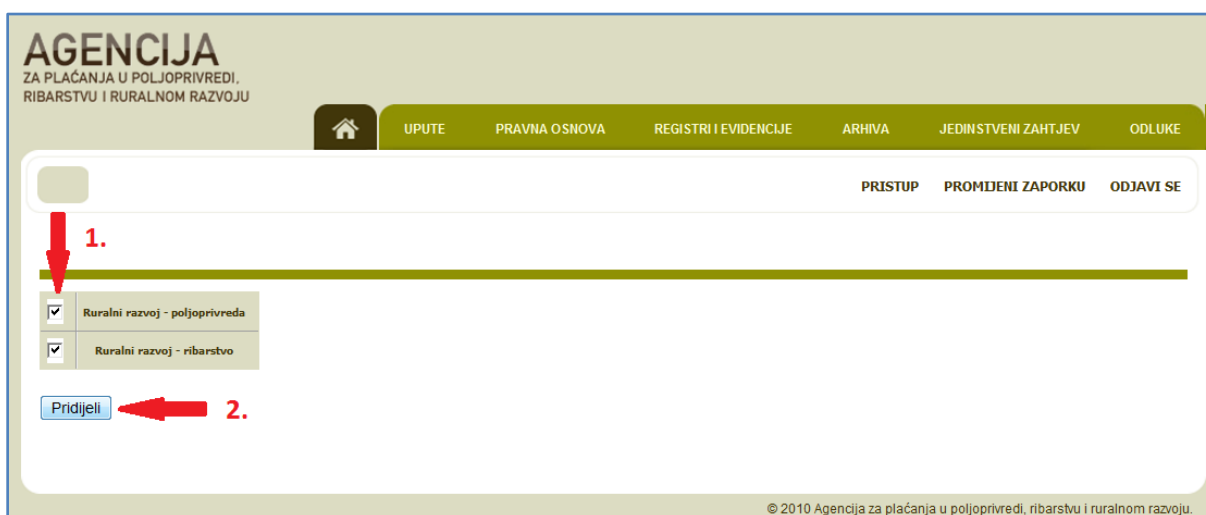 AGENCIJA
ZA PLAĆANJA U POLJOPRIVREDI,
RIBARSTVU I RURALNOM RAZVOJU
UPUTE PRAVNA OSNOVA REGISTRI I EVIDENCIJE ARHIVA JEDINSTVENI ZAHTJEV ODLUKE
PRISTUP PROMIJENI ZAPORKU ODJAVI SE
1.
Ruralni razvoj - poljoprivreda
Ruralni razvoj - ribarstvo
Pridijeli 2.
© 2010 Agencija za plaćanja u poljoprivredi, ribarstvu i ruralnom razvoju.